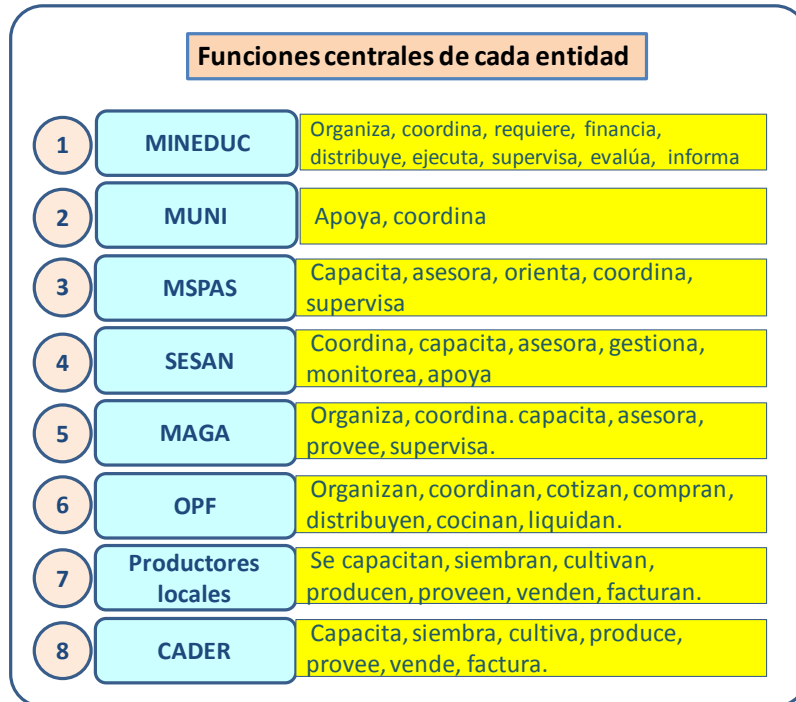 Funciones centrales de cada entidad
1
MINEDUC
Organiza, coordina, requiere, financia,
distribuye, ejecuta, supervisa, evalúa, informa
2
MUNI
Apoya, coordina
3
MSPAS
Capacita, asesora, orienta, coordina,
supervisa
4
SESAN
Coordina, capacita, asesora, gestiona,
monitorea, apoya
5
MAGA
Organiza, coordina. capacita, asesora,
provee, supervisa.
6
OPF
Organizan, coordinan, cotizan, compran,
distribuyen, cocinan, liquidan.
7
Productores
locales
Se capacitan, siembran, cultivan,
producen, proveen, venden, facturan.
8
CADER
Capacita, siembra, cultiva, produce,
provee, vende, factura.